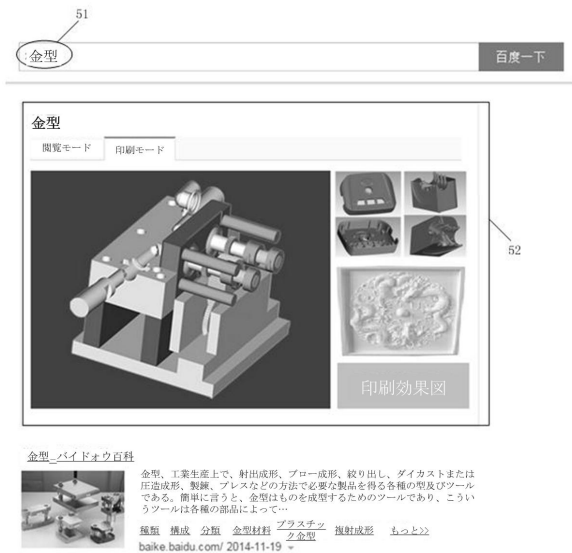 51
金型
百度一下
金型
閲覧モード
印刷モード
52
印刷効果図
金型_バイドォウ百科
金型、工業生産上で、射出成形、ブロー成形、絞り出し、ダイカストまたは
圧造成形、製錬、プレスなどの方法で必要な製品を得る各種の型及びツール
である。簡単に言うと、金型はものを成型するためのツールであり、こうい
うツールは各種の部品によって…
種類 構成 分類 金型材料 プラスチッ
ク金型 複射成形 もっと>>
baike.baidu.com/ 2014-11-19